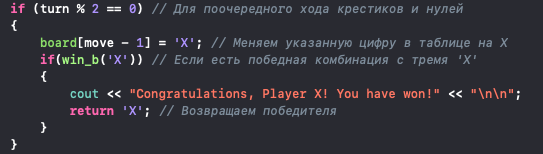 if (turn % 2 == 0) // Для поочередного хода крестиков и нулей
{
board[move - 1] = 'X'; // Меняем указанную цифру в таблице на X
if(win_b('X')) // Если есть победная комбинация с тремя 'X'
{
cout << "Congratulations, Player X! You have won!" << "\n\n";
return 'X'; // Возвращаем победителя
}
}